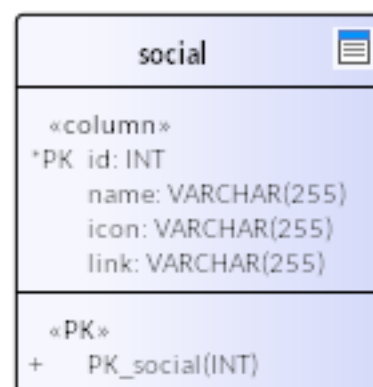 social
«column»
*PK id: INT
name: VARCHAR(255)
icon: VARCHAR(255)
link: VARCHAR(255)
«PK»
+ PK_social(INT)